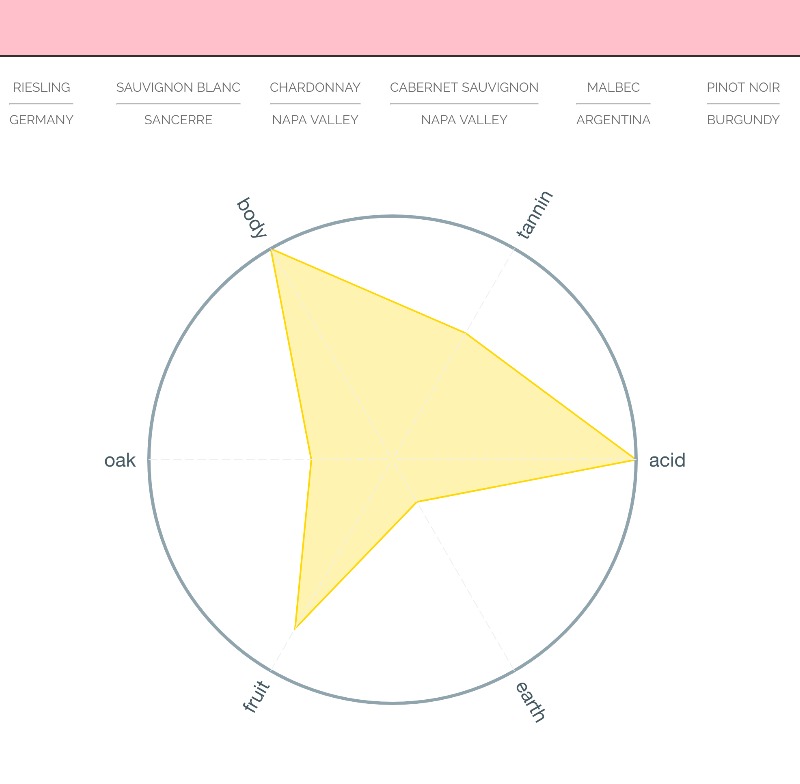 RIESLING
GERMANY
SAUVIGNON BLANC
SANCERRE
CHARDONNAY
NAPA VALLEY
CABERNET SAUVIGNON
NAPA VALLEY
MALBEC
ARGENTINA
PINOT NOIR
BURGUNDY
body
tannin
oak
acid
fruit
earth